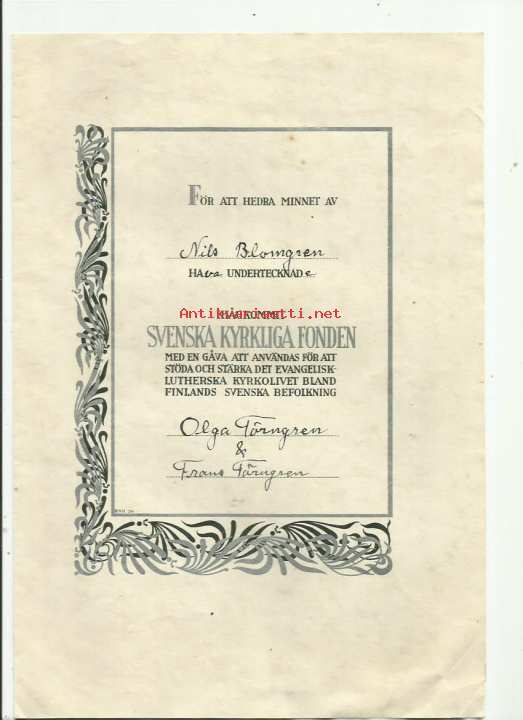 FÖR ATT HEDRA MINNET AV
Nils Blomgren
HAva UNDERTECKNADe
HÅGKOMMIT
Antikvariaatti.net
SVENSKA KYRKLIGA FONDEN
MED EN GÅVA ATT ANVÄNDAS FÖR ATT
STÖDA OCH STÄRKA DET EVANGELISK-
LUTHERSKA KYRKOLIVET BLAND
FINLANDS SVENSKA BEFOLKNING
Olga Törngren
&
Frans Törngren